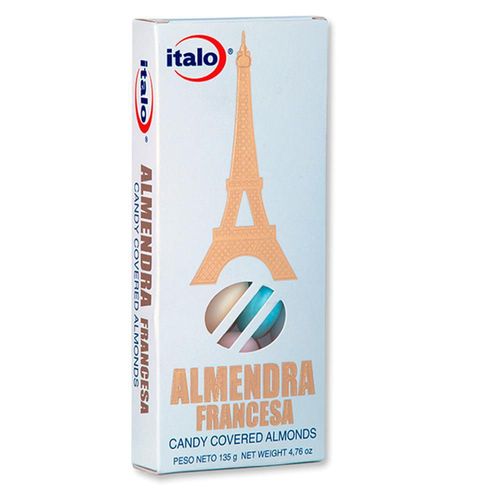 italo®
ALMENDRA
FRANCESA
CANDY COVERED ALMONDS
PESO NETO 135 g NET WEIGHT 4,76 oz
italo®
ALMENDRA FRANCESA
CANDY COVERED ALMONDS